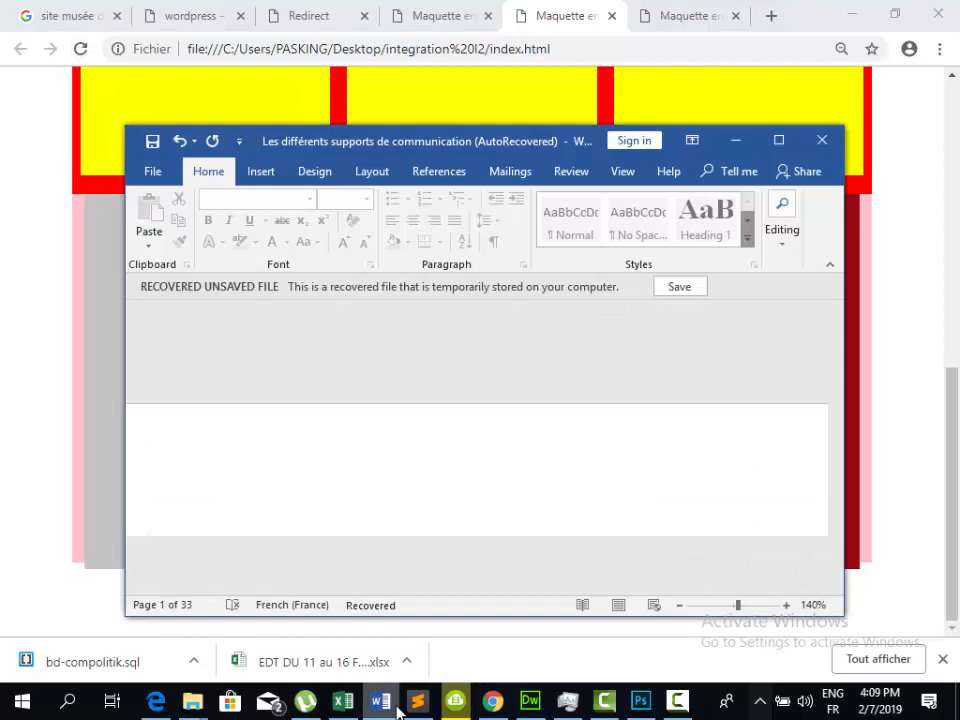 site musée d
wordpress –
Redirect
Maquette en
Maquette en
Maquette en
Fichier
file:///C:/Users/PASKING/Desktop/integration%20I2/index.html
Les différents supports de communication (AutoRecovered) - W...
Sign in
File Home Insert Design Layout References Mailings Review View Help Tell me Share
AaBbCcDc AaBbCcDc AaB
¶ Normal ¶ No Spac... Heading 1
Paste
B I U abc x₂ x²
Aa
Editing
Clipboard Font Paragraph Styles
RECOVERED UNSAVED FILE This is a recovered file that is temporarily stored on your computer. Save
Page 1 of 33 French (France) Recovered 140%
Activate Windows
Go to Settings to activate Windows.
bd-compolitik.sql
EDT DU 11 au 16 F....xlsx
Tout afficher
ENG 4:09 PM
FR 2/7/2019